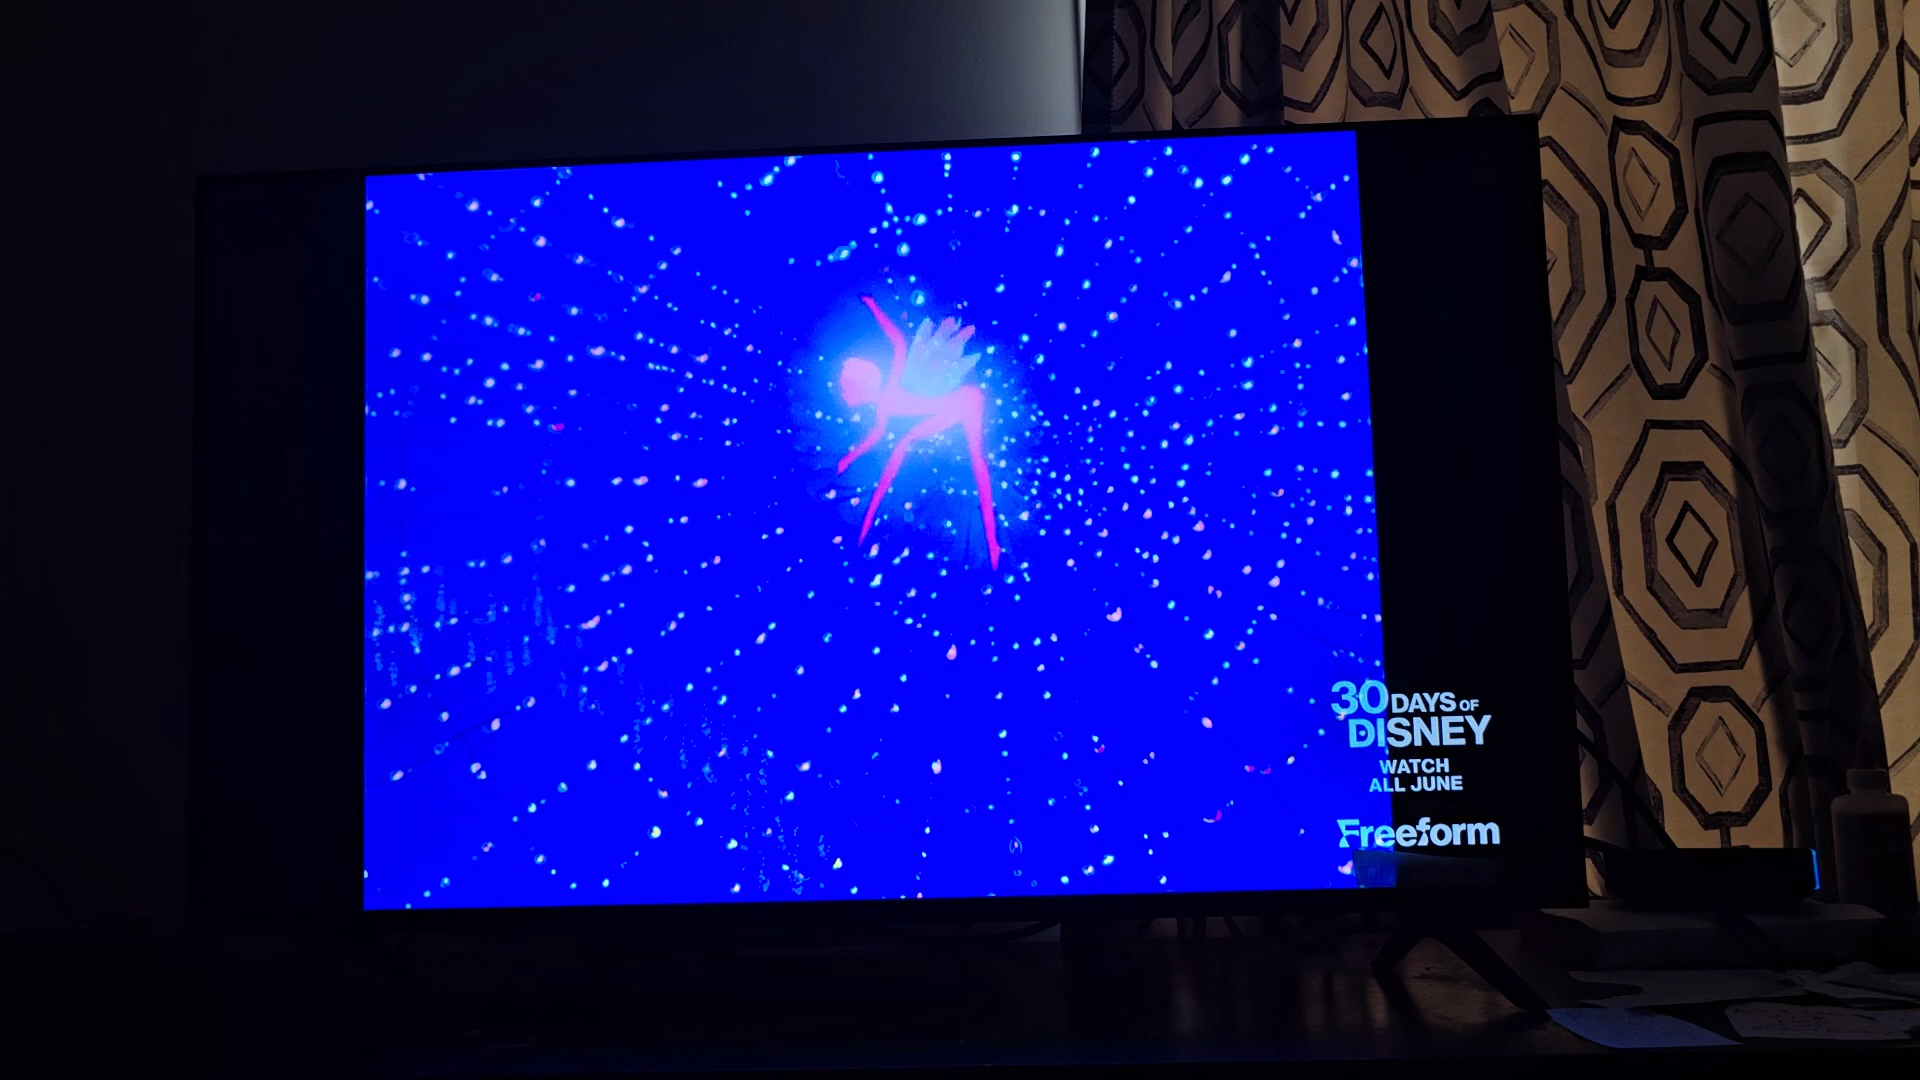 30 DAYS OF
DISNEY
WATCH
ALL JUNE
Freeform